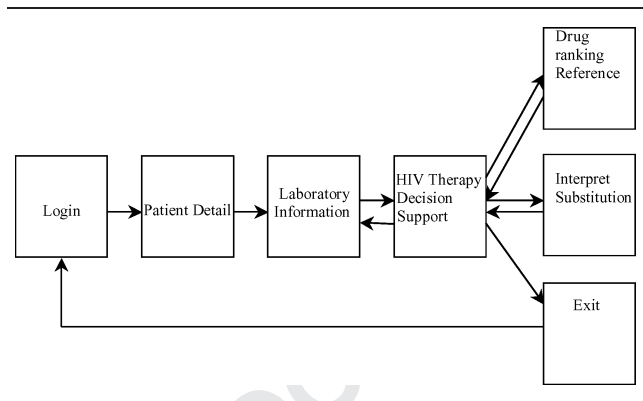 Login
Patient Detail
Laboratory
Information
HIV Therapy
Decision
Support
Drug
ranking
Reference
Interpret
Substitution
Exit